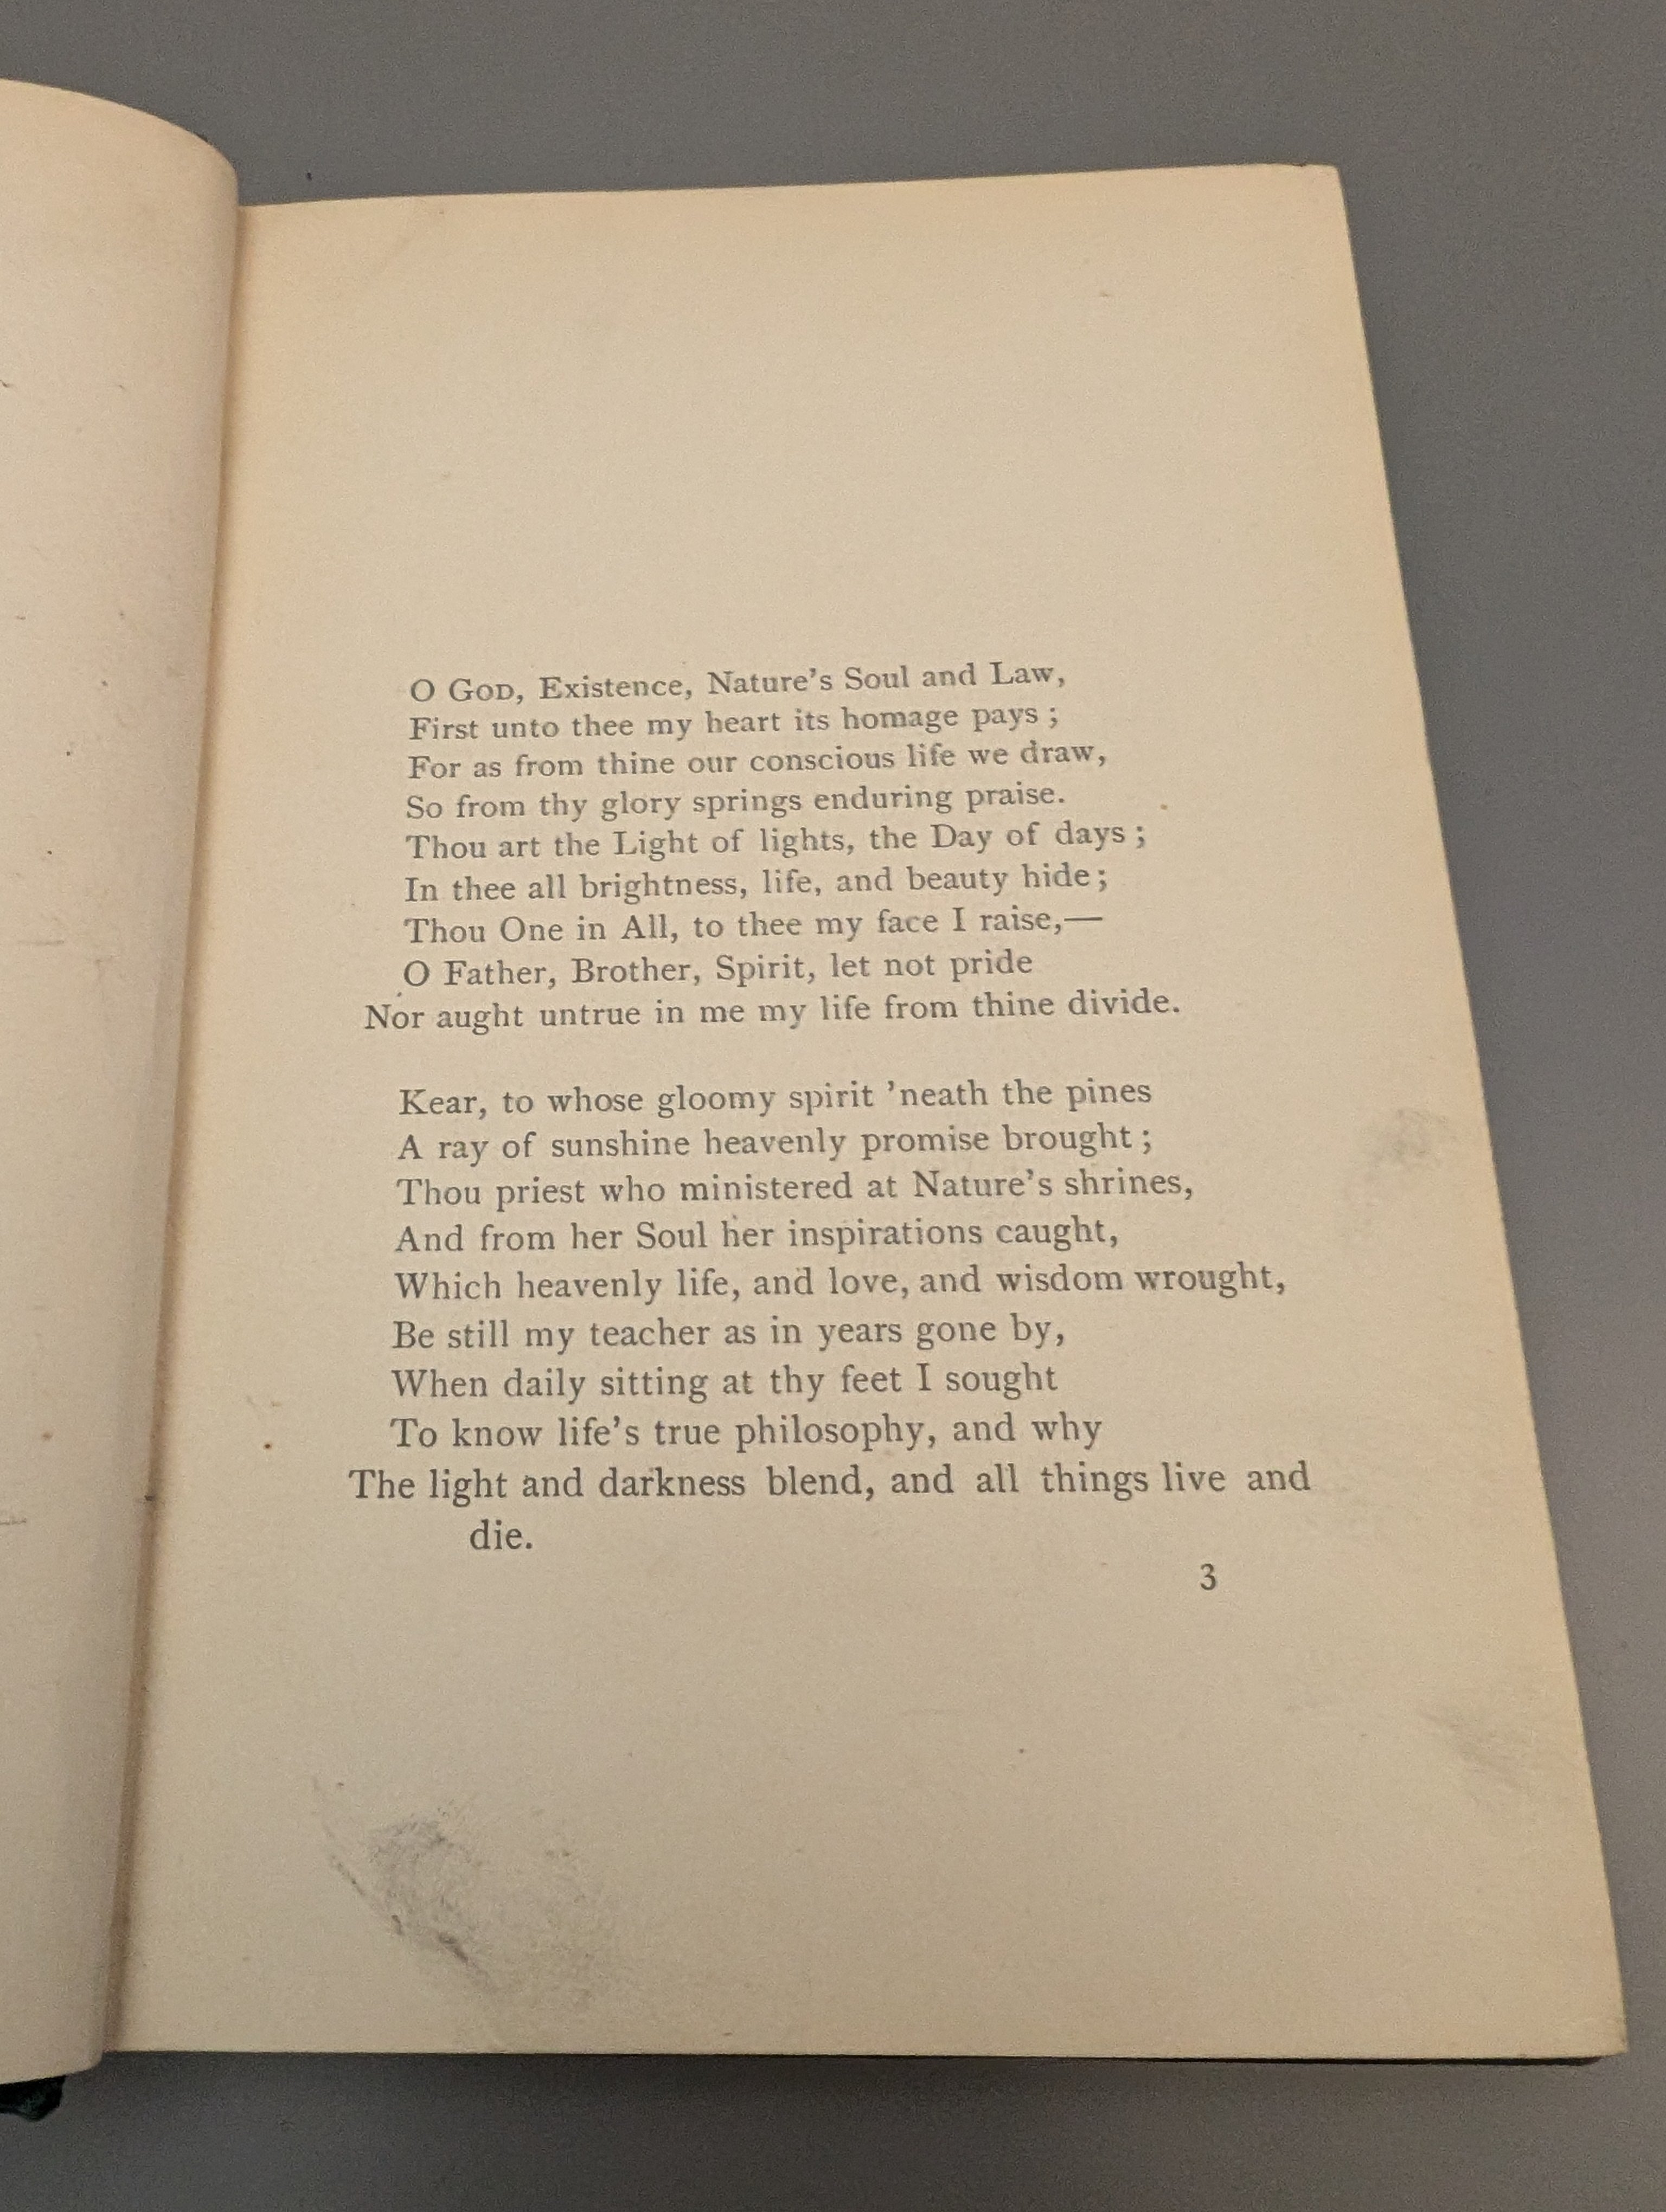 O GOD, Existence, Nature's Soul and Law,
First unto thee my heart its homage pays ;
For as from thine our conscious life we draw,
So from thy glory springs enduring praise.
Thou art the Light of lights, the Day of days ;
In thee all brightness, life, and beauty hide ;
Thou One in All, to thee my face I raise,—
O Father, Brother, Spirit, let not pride
Nor aught untrue in me my life from thine divide.
Kear, to whose gloomy spirit 'neath the pines
A ray of sunshine heavenly promise brought ;
Thou priest who ministered at Nature's shrines,
And from her Soul her inspirations caught,
Which heavenly life, and love, and wisdom wrought,
Be still my teacher as in years gone by,
When daily sitting at thy feet I sought
To know life's true philosophy, and why
The light and darkness blend, and all things live and
die.
3